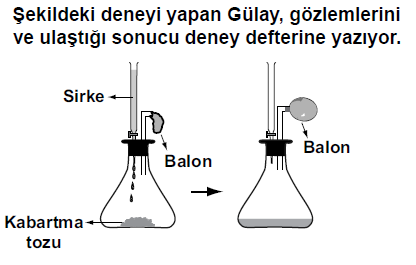 Şekildeki deneyi yapan Gülay, gözlemlerini
ve ulaştığı sonucu deney defterine yazıyor.
Sirke
Balon
Balon
Kabartma
tozu